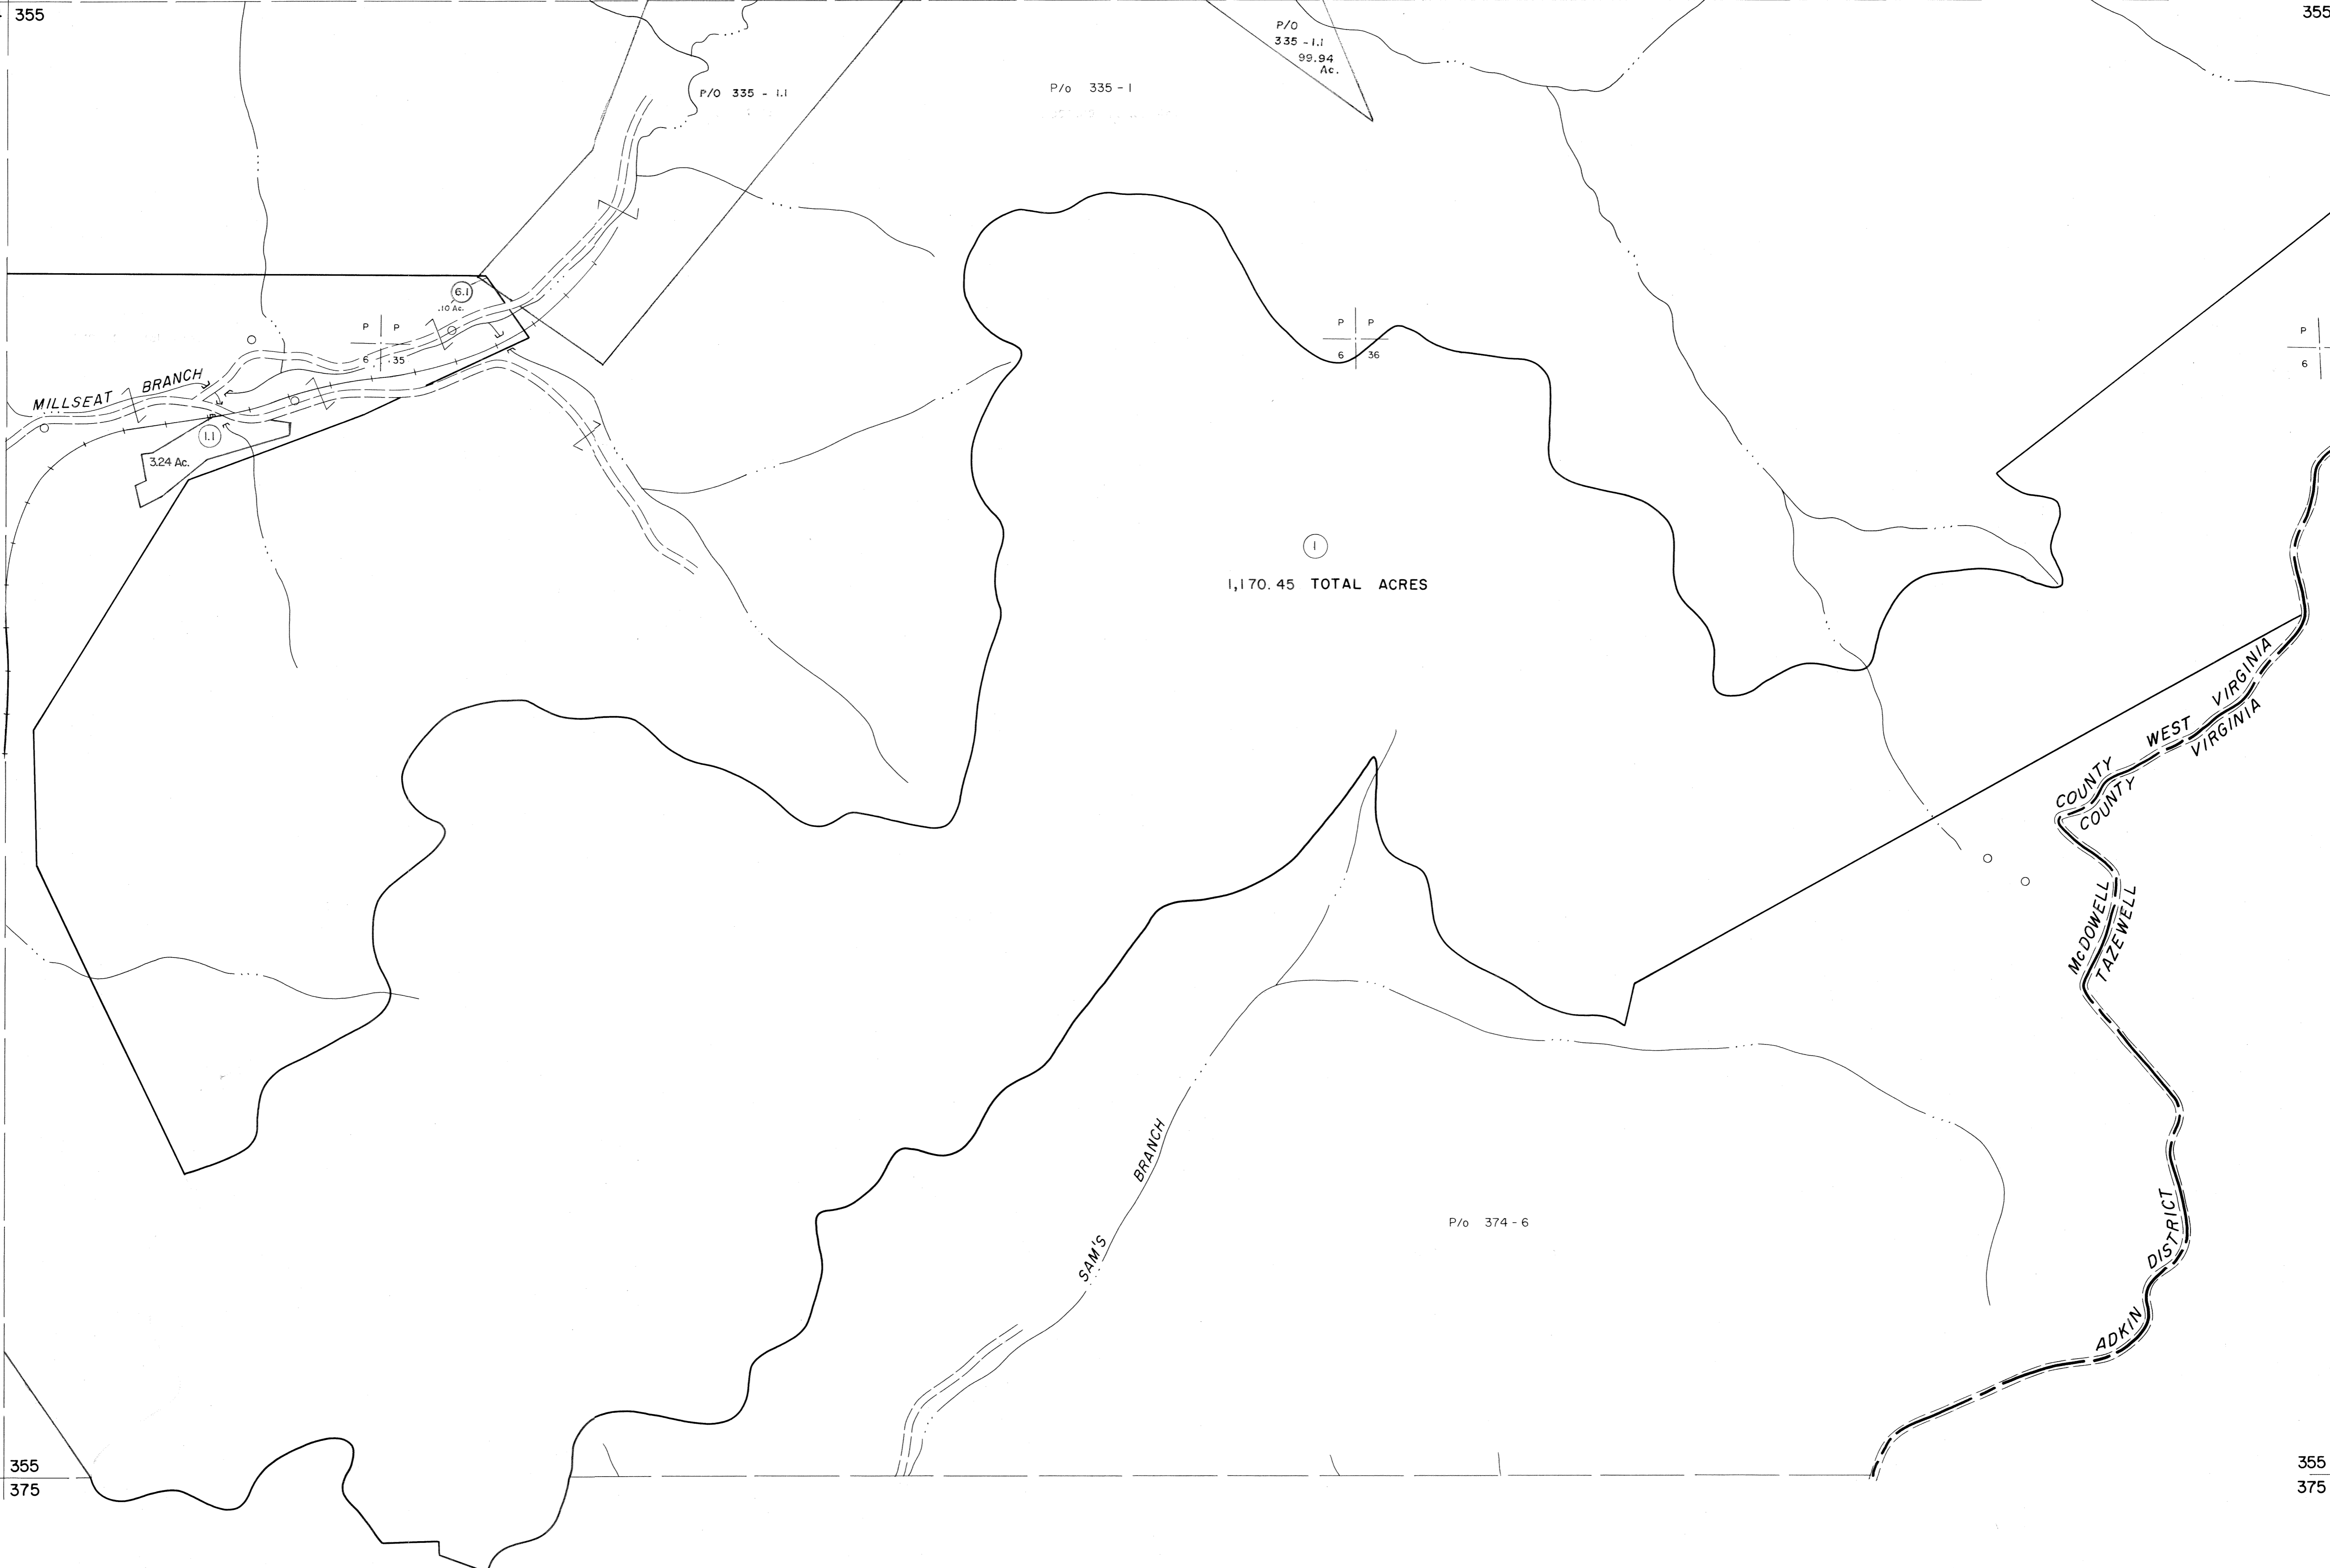 355
355
P/O
335 - 1.1
99.94
Ac.
P/O 335 - 1.1
P/o 335 - 1
6.1
.10 Ac.
P P
6 .35
P P
6 36
P
6
MILLSEAT BRANCH
1.1
3.24 Ac.
1
1,170.45 TOTAL ACRES
WEST VIRGINIA
VIRGINIA
COUNTY
COUNTY
McDOWELL
TAZEWELL
SAM'S BRANCH
P/o 374 - 6
ADKIN DISTRICT
355
375
355
375